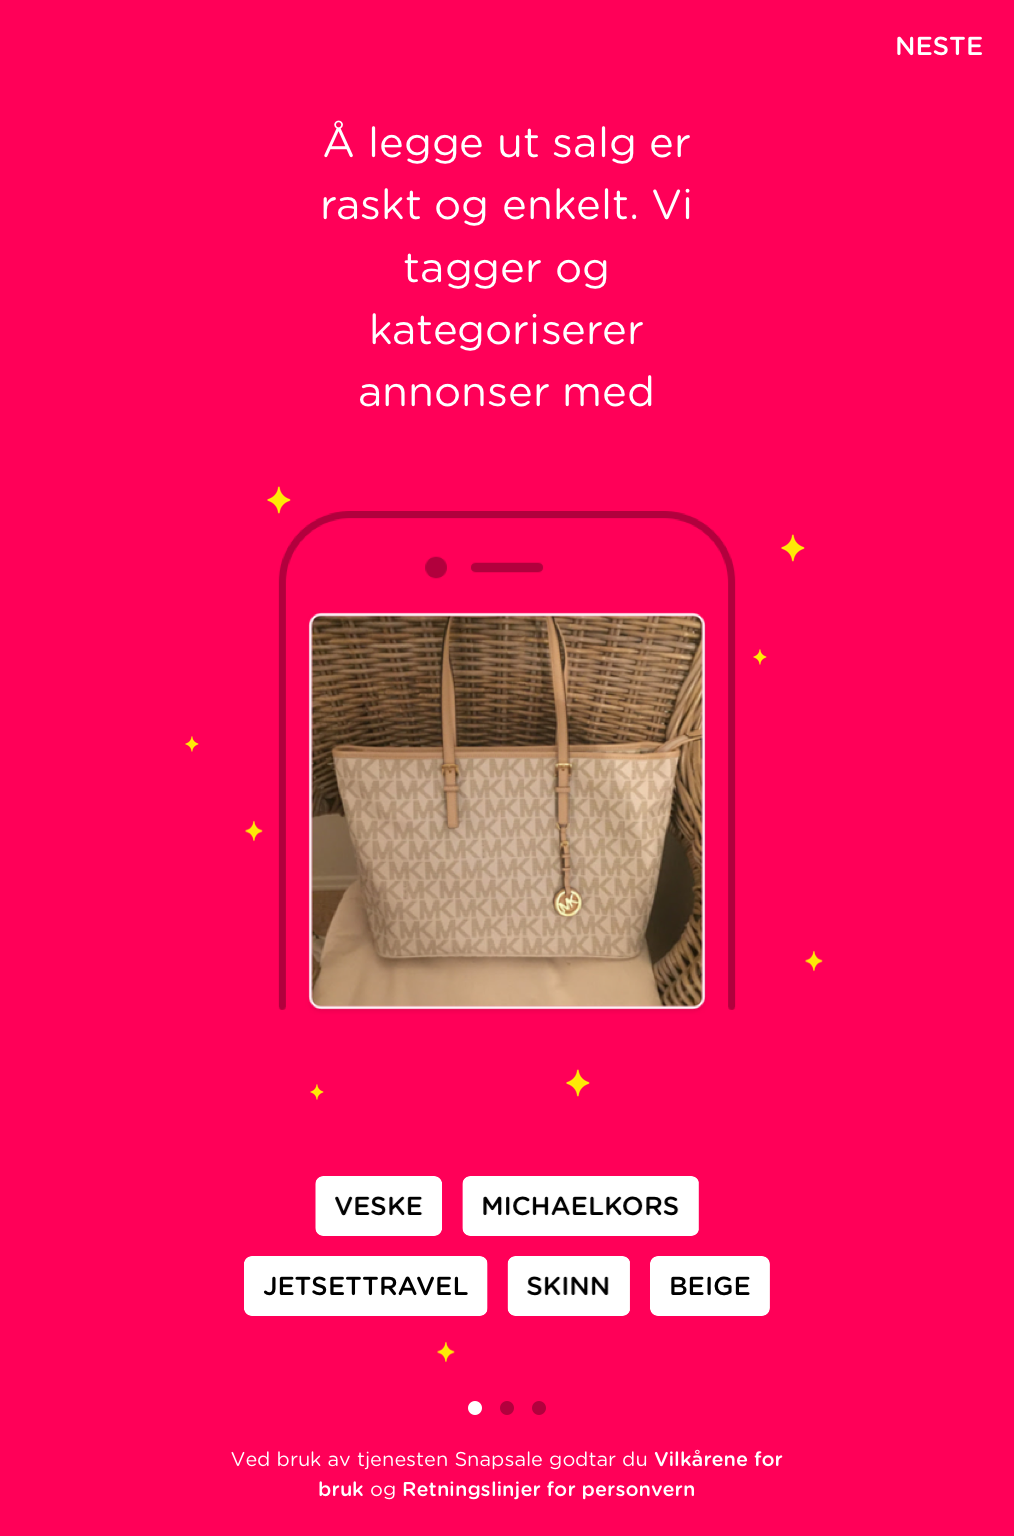 NESTE
Å legge ut salg er
raskt og enkelt. Vi
tagger og
kategoriserer
annonser med
MK
VESKE MICHAELKORS
JETSETTRAVEL SKINN BEIGE
Ved bruk av tjenesten Snapsale godtar du Vilkårene for
bruk og Retningslinjer for personvern